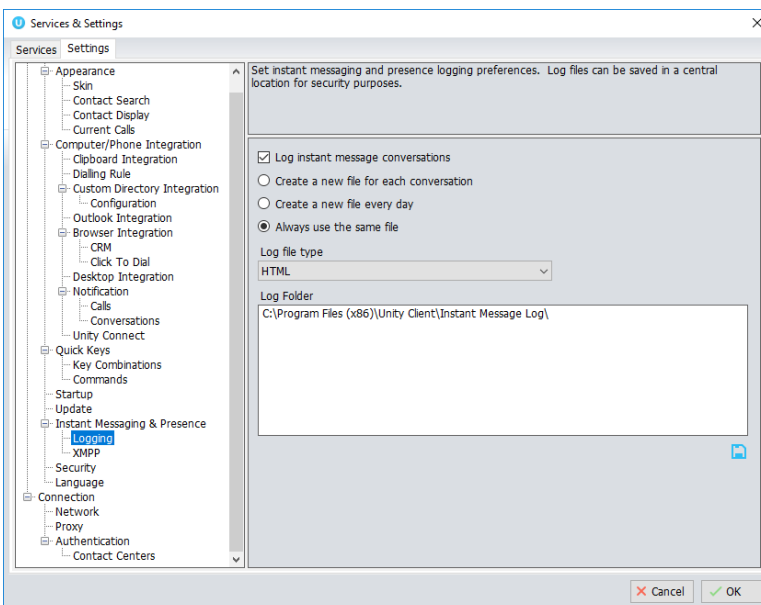 Services & Settings
Services Settings
Appearance
Skin
Contact Search
Contact Display
Current Calls
Computer/Phone Integration
Clipboard Integration
Dialling Rule
Custom Directory Integration
Configuration
Outlook Integration
Browser Integration
CRM
Click To Dial
Desktop Integration
Notification
Calls
Conversations
Unity Connect
Quick Keys
Key Combinations
Commands
Startup
Update
Instant Messaging & Presence
Logging
XMPP
Security
Language
Connection
Network
Proxy
Authentication
Contact Centers
Set instant messaging and presence logging preferences. Log files can be saved in a central
location for security purposes.
Log instant message conversations
Create a new file for each conversation
Create a new file every day
Always use the same file
Log file type
HTML
Log Folder
C:\Program Files (x86)\Unity Client\Instant Message Log\
Cancel OK